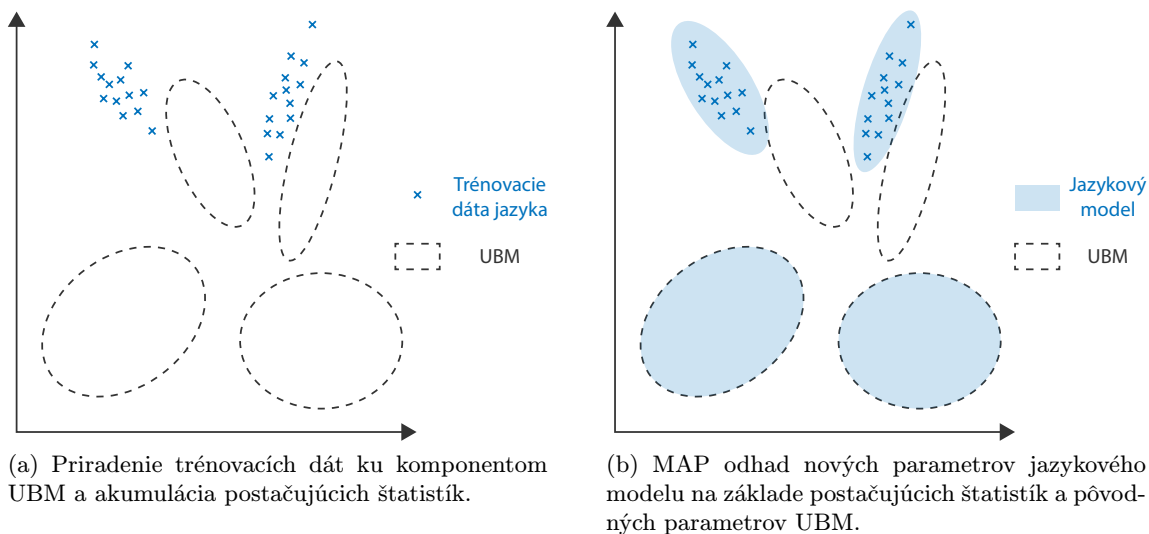 Trénovacie
dáta jazyka
UBM
(a) Priradenie trénovacích dát ku komponentom
UBM a akumulácia postačujúcich štatistík.
Jazykový
model
UBM
(b) MAP odhad nových parametrov jazykového
modelu na základe postačujúcich štatistík a pôvod-
ných parametrov UBM.